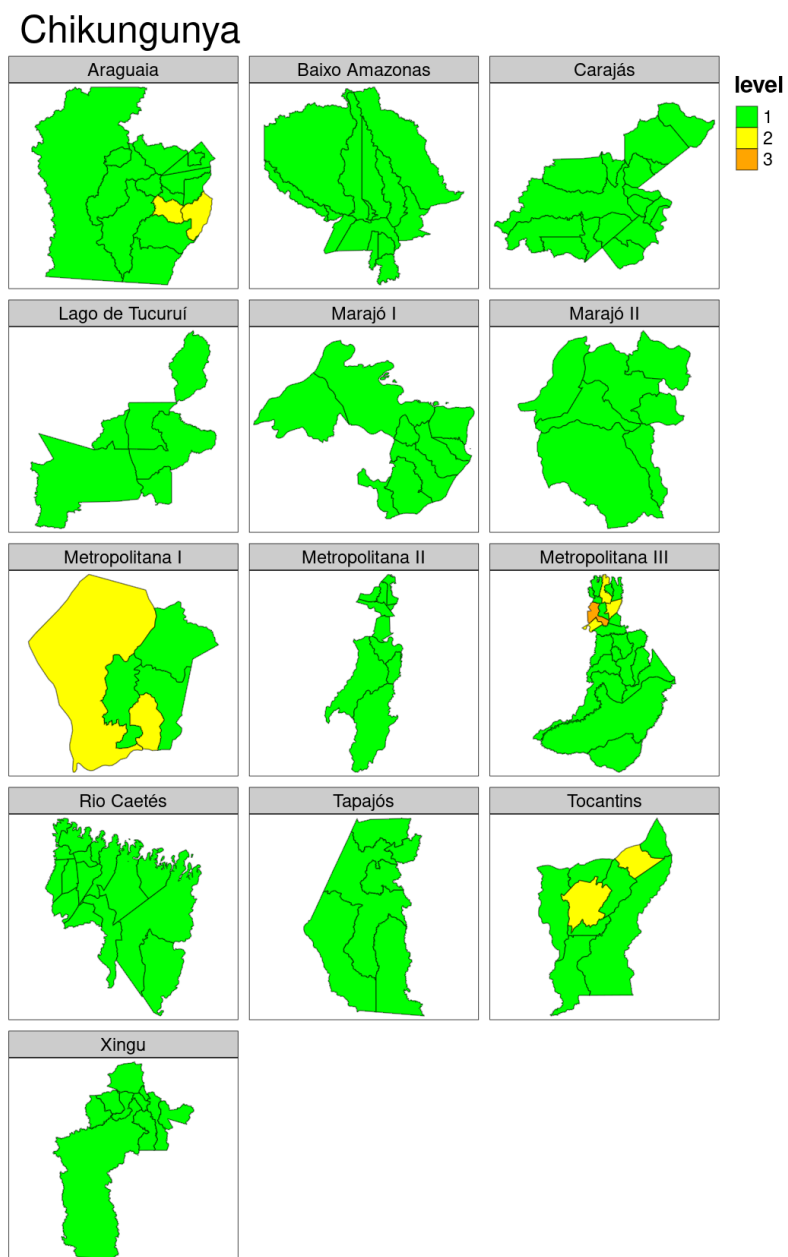 Chikungunya
Araguaia
Baixo Amazonas
Carajás
level
1
2
3
Lago de Tucuruí
Marajó I
Marajó II
Metropolitana I
Metropolitana II
Metropolitana III
Rio Caetés
Tapajós
Tocantins
Xingu